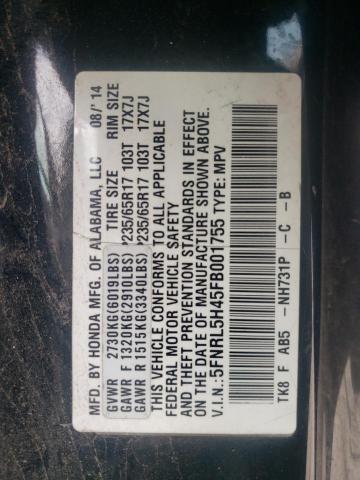 MFD. BY HONDA MFG. OF ALABAMA, LLC 08/'14
TIRE SIZE RIM SIZE
GVWR 2730KG(6019LBS)
GAWR F 1320KG(2910LBS) P235/65R17 103T 17X7J
GAWR R 1515KG(3340LBS) P235/65R17 103T 17X7J
THIS VEHICLE CONFORMS TO ALL APPLICABLE
FEDERAL MOTOR VEHICLE SAFETY
AND THEFT PREVENTION STANDARDS IN EFFECT
ON THE DATE OF MANUFACTURE SHOWN ABOVE.
V.I.N.:5FNRL5H45FB001755 TYPE: MPV
TK8 F AB5 -NH731P -C -B